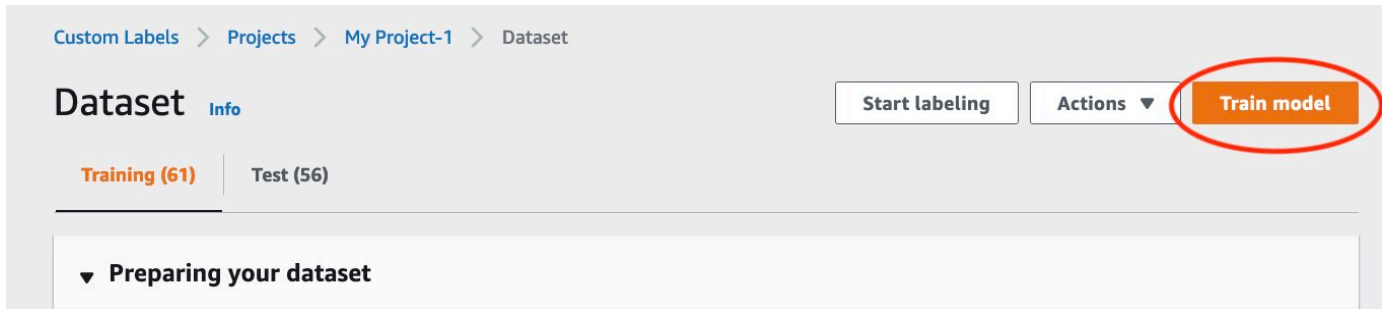 Custom Labels > Projects > My Project-1 > Dataset
Dataset Info
Start labeling
Actions ▼
Train model
Training (61)
Test (56)
▼ Preparing your dataset